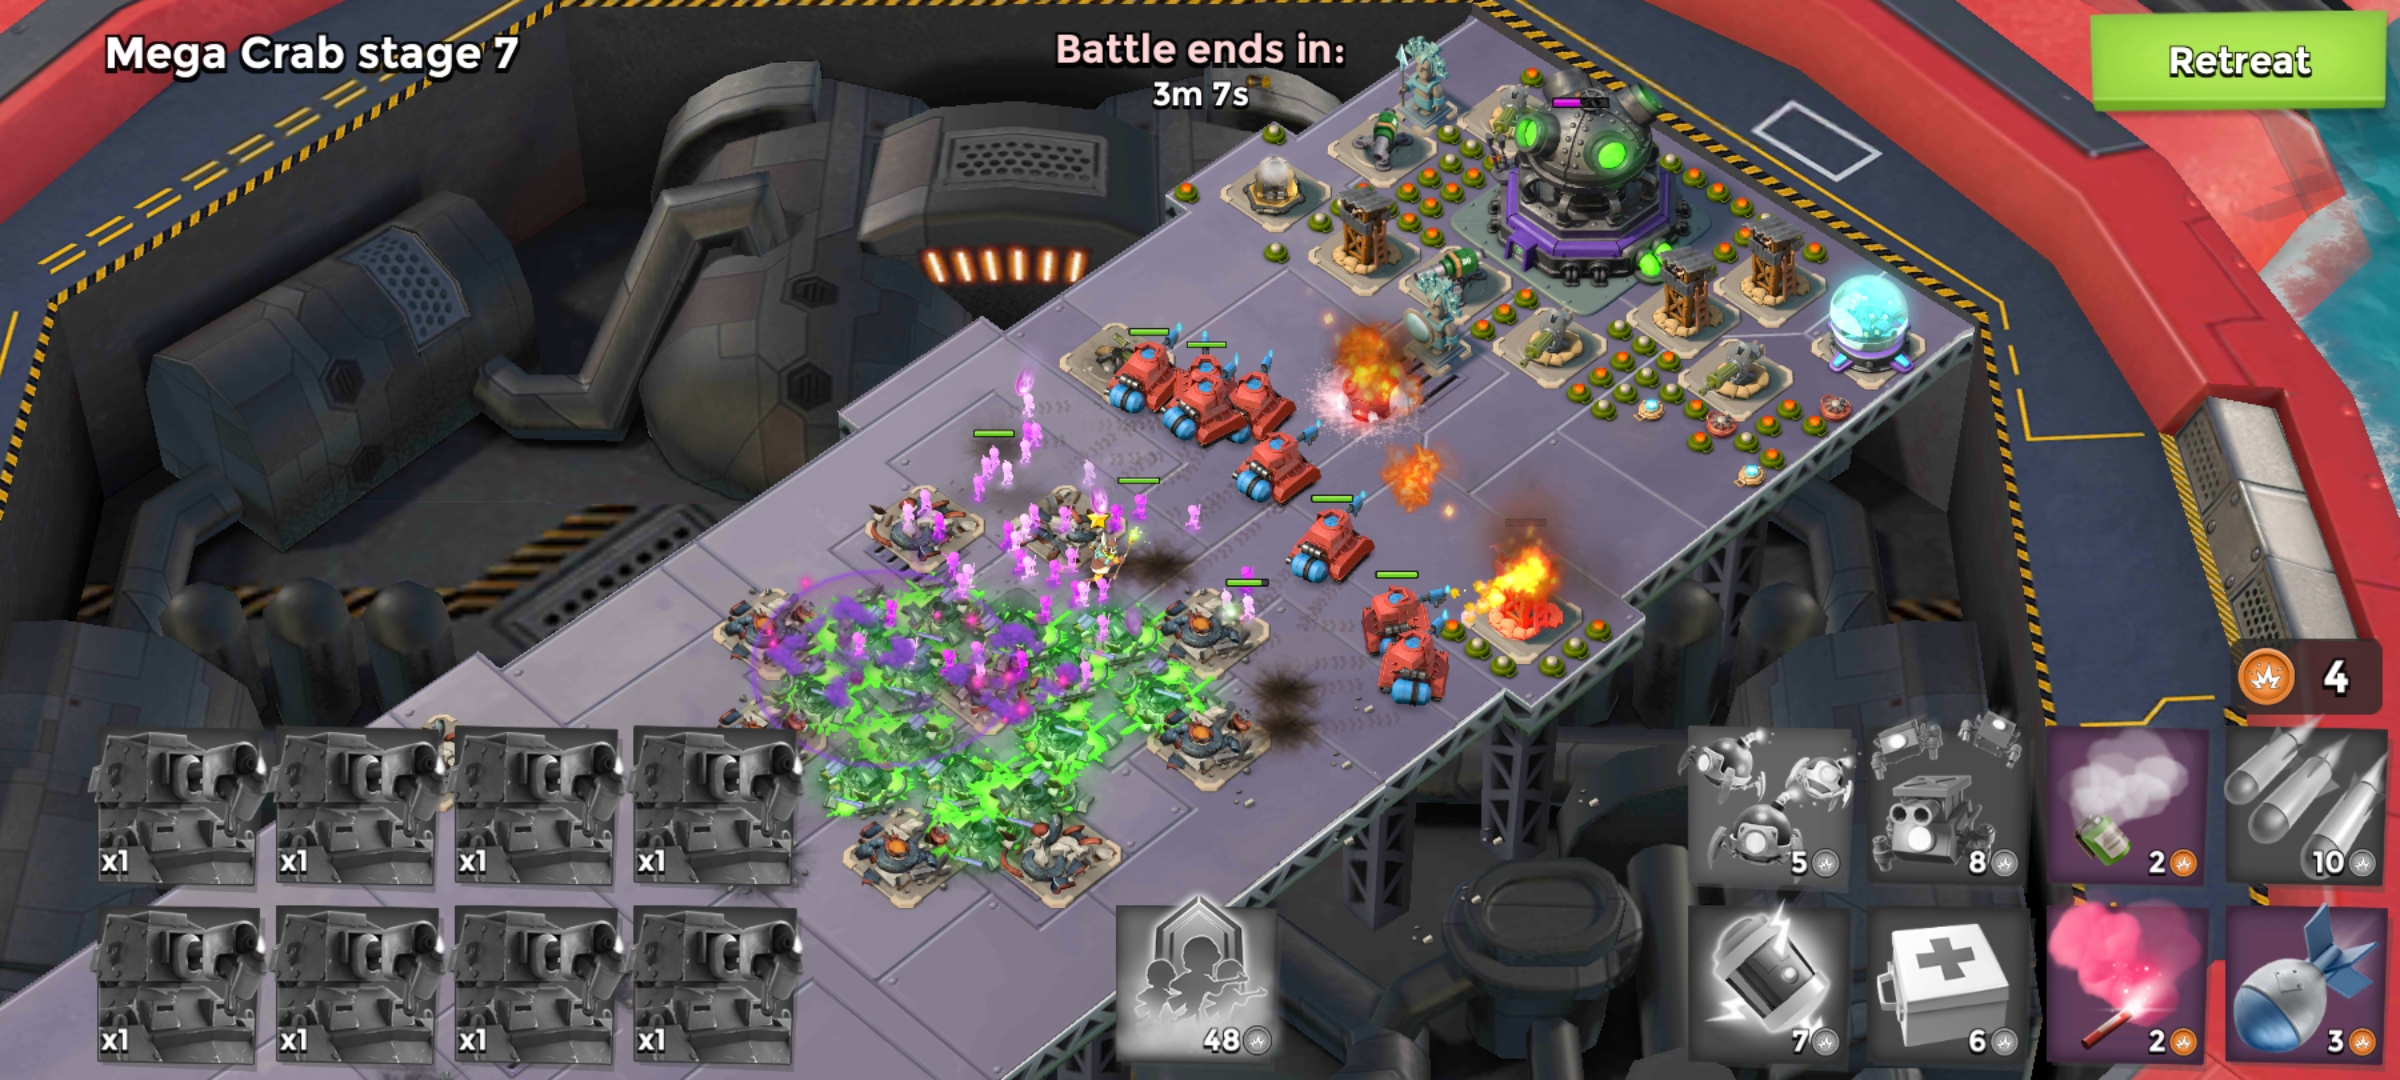 Mega Crab stage 7
Battle ends in:
3m 7s
Retreat
4
x1
x1
x1
x1
5
8
2
10
x1
x1
x1
x1
48
7
6
2
3